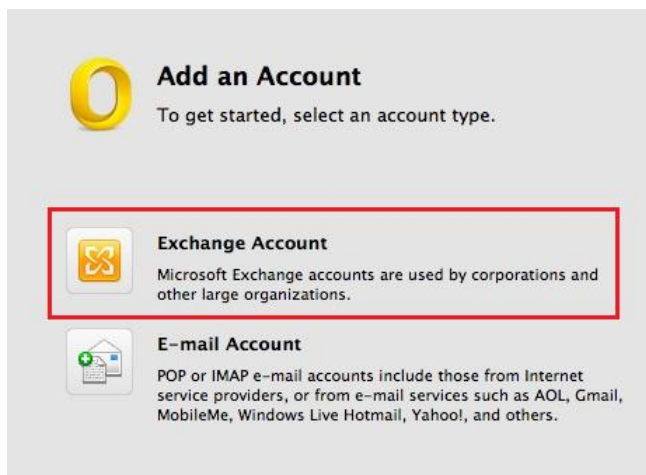 Add an Account
To get started, select an account type.
Exchange Account
Microsoft Exchange accounts are used by corporations and
other large organizations.
E-mail Account
POP or IMAP e-mail accounts include those from Internet
service providers, or from e-mail services such as AOL, Gmail,
MobileMe, Windows Live Hotmail, Yahoo!, and others.